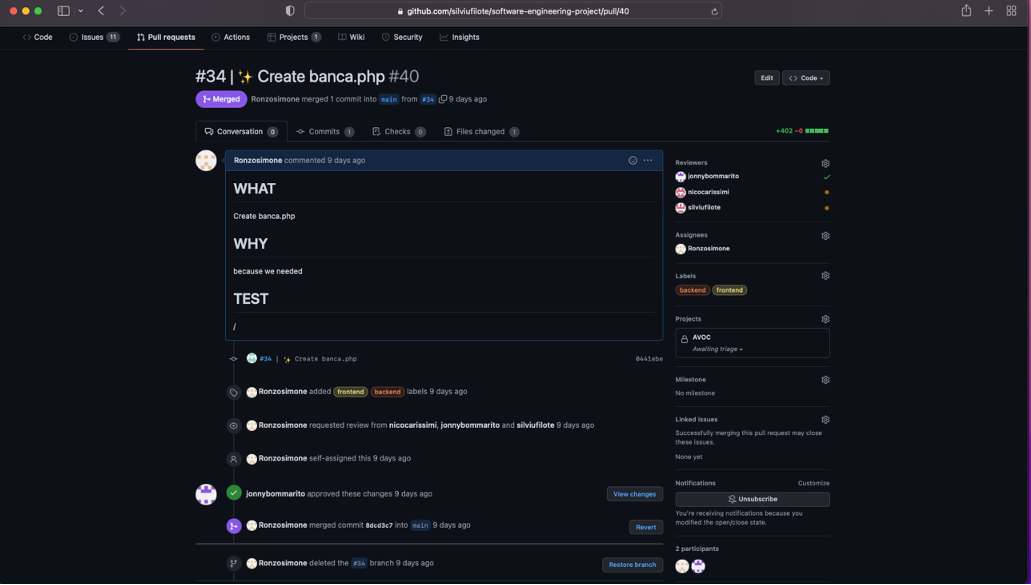 github.com/silviufilote/software-engineering-project/pull/40
Code
Issues 11
Pull requests
Actions
Projects 1
Wiki
Security
Insights
#34 | ✨ Create banca.php #40
Edit
Code
Merged
Ronzosimone merged 1 commit into main from #34 9 days ago
Conversation 0
Commits 1
Checks 0
Files changed 1
+402 −0
Ronzosimone commented 9 days ago
WHAT
Create banca.php
WHY
because we needed
TEST
/
#34 | ✨ Create banca.php
0441ebe
Ronzosimone added frontend backend labels 9 days ago
Ronzosimone requested review from nicocarissimi, jonnybommarito and silviufilote 9 days ago
Ronzosimone self-assigned this 9 days ago
jonnybommarito approved these changes 9 days ago
View changes
Ronzosimone merged commit 8dcd3c7 into main 9 days ago
Revert
Ronzosimone deleted the #34 branch 9 days ago
Restore branch
Reviewers
jonnybommarito
nicocarissimi
silviufilote
Assignees
Ronzosimone
Labels
backend frontend
Projects
AVOC
Awaiting triage
Milestone
No milestone
Linked issues
Successfully merging this pull request may close
these issues.
None yet
Notifications
Customize
Unsubscribe
You're receiving notifications because you
modified the open/close state.
2 participants